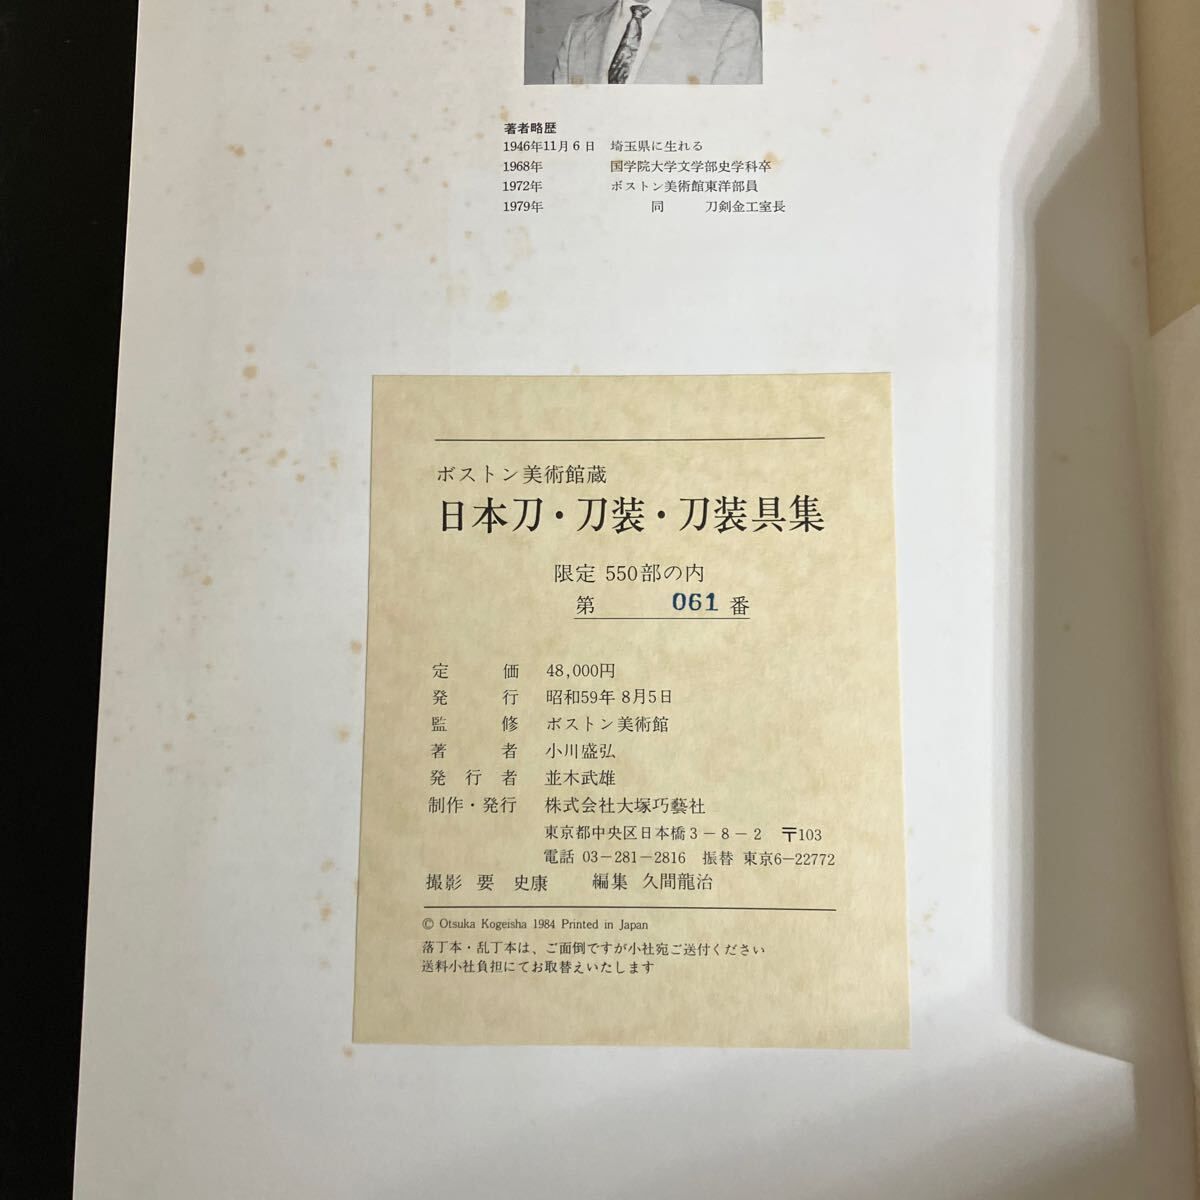 著者略歴
1946年11月6日 埼玉県に生れる
1968年 国学院大学文学部史学科卒
1972年 ボストン美術館東洋部員
1979年 同 刀剣金工室長
ボストン美術館蔵
日本刀・刀装・刀装具集
限定 550部の内
第 061 番
定価 48,000円
発行 昭和59年8月5日
監修 ボストン美術館
著者 小川盛弘
発行者 並木武雄
制作・発行 株式会社大塚巧藝社
東京都中央区日本橋3-8-2 〒103
電話 03-281-2816 振替 東京6-22772
撮影 要 史康 編集 久間龍治
© Otsuka Kogeisha 1984 Printed in Japan
落丁本・乱丁本は、ご面倒ですが小社宛ご送付ください
送料小社負担にてお取替えいたします